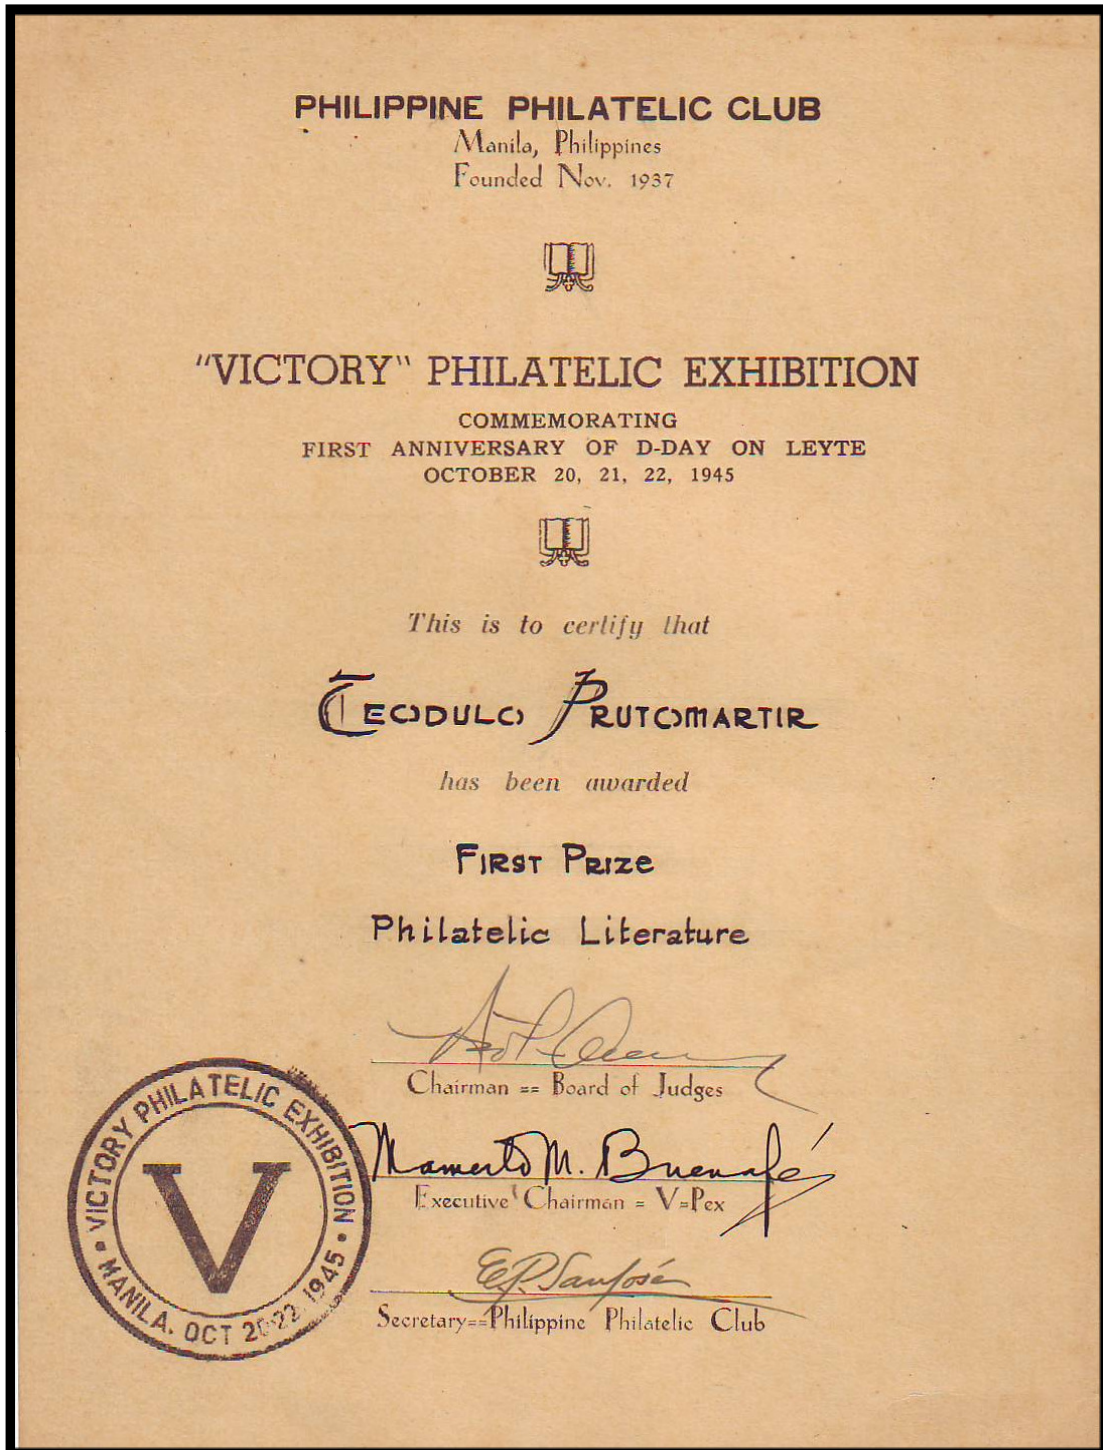 PHILIPPINE PHILATELIC CLUB
Manila, Philippines
Founded Nov. 1937
"VICTORY" PHILATELIC EXHIBITION
COMMEMORATING
FIRST ANNIVERSARY OF D-DAY ON LEYTE
OCTOBER 20, 21, 22, 1945
This is to certify that
TEODULO PRUTOMARTIR
has been awarded
FIRST PRIZE
Philatelic Literature
Chairman == Board of Judges
Mamerto M. Buenafé
Executive Chairman = V=Pex
E.P. SanJosé
Secretary==Philippine Philatelic Club
• VICTORY PHILATELIC EXHIBITION •
V
MANILA. OCT 20-22 1945